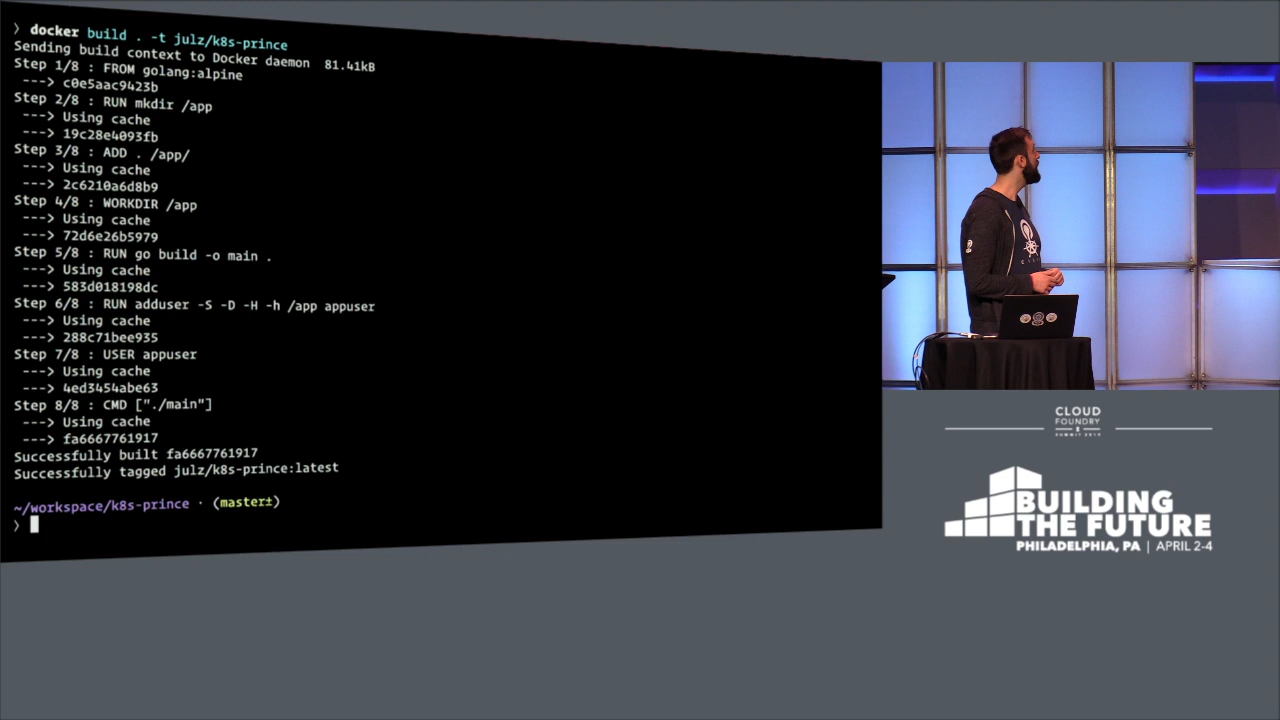 ❯ docker build . -t julz/k8s-prince
Sending build context to Docker daemon  81.41kB
Step 1/8 : FROM golang:alpine
 ---> c0e5aac9423b
Step 2/8 : RUN mkdir /app
 ---> Using cache
 ---> 19c28e4093fb
Step 3/8 : ADD . /app/
 ---> Using cache
 ---> 2c6210a6d8b9
Step 4/8 : WORKDIR /app
 ---> Using cache
 ---> 72d6e26b5979
Step 5/8 : RUN go build -o main .
 ---> Using cache
 ---> 583d018198dc
Step 6/8 : RUN adduser -S -D -H -h /app appuser
 ---> Using cache
 ---> 288c71bee935
Step 7/8 : USER appuser
 ---> Using cache
 ---> 4ed3454abe63
Step 8/8 : CMD ["./main"]
 ---> Using cache
 ---> fa6667761917
Successfully built fa6667761917
Successfully tagged julz/k8s-prince:latest
~/workspace/k8s-prince · (master±)
❯
CLOUD
FOUNDRY
SUMMIT 2019
BUILDING
THE FUTURE
PHILADELPHIA, PA | APRIL 2-4